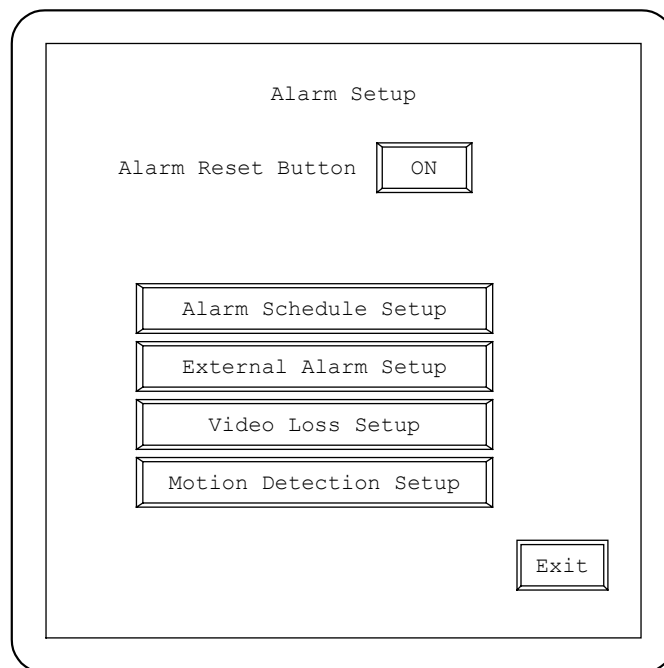 Alarm Setup
Alarm Reset Button ON
Alarm Schedule Setup
External Alarm Setup
Video Loss Setup
Motion Detection Setup
Exit